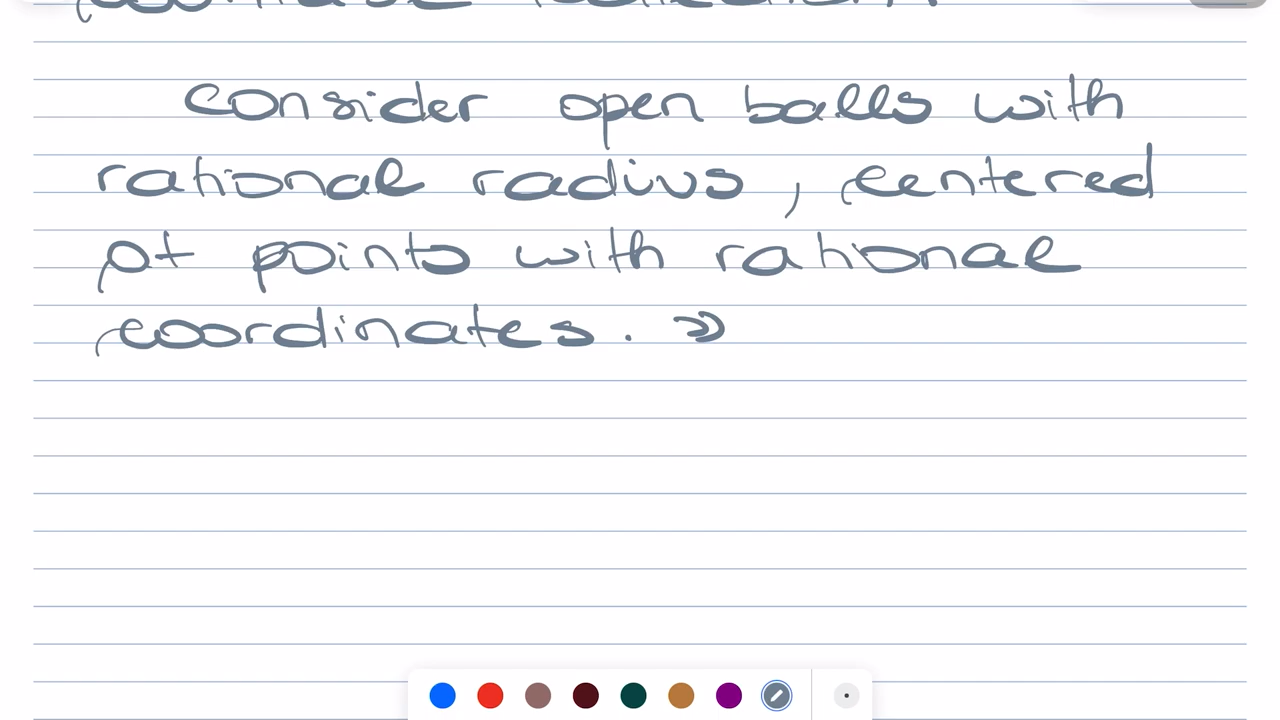 Consider open balls with
rational radius, centered
at points with rational
coordinates. »